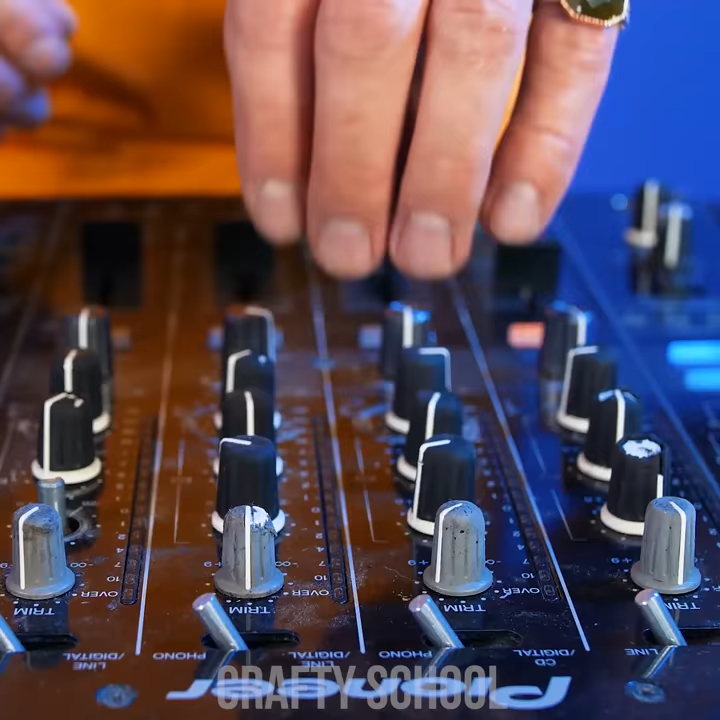 OVER
OVER
OVER
TRIM
TRIM
TRIM
TRIM
LINE
/DIGITAL
PHONO
LINE
/DIGITAL
PHONO
CD
/DIGITAL
LINE
Pioneer
CRAFTY SCHOOL